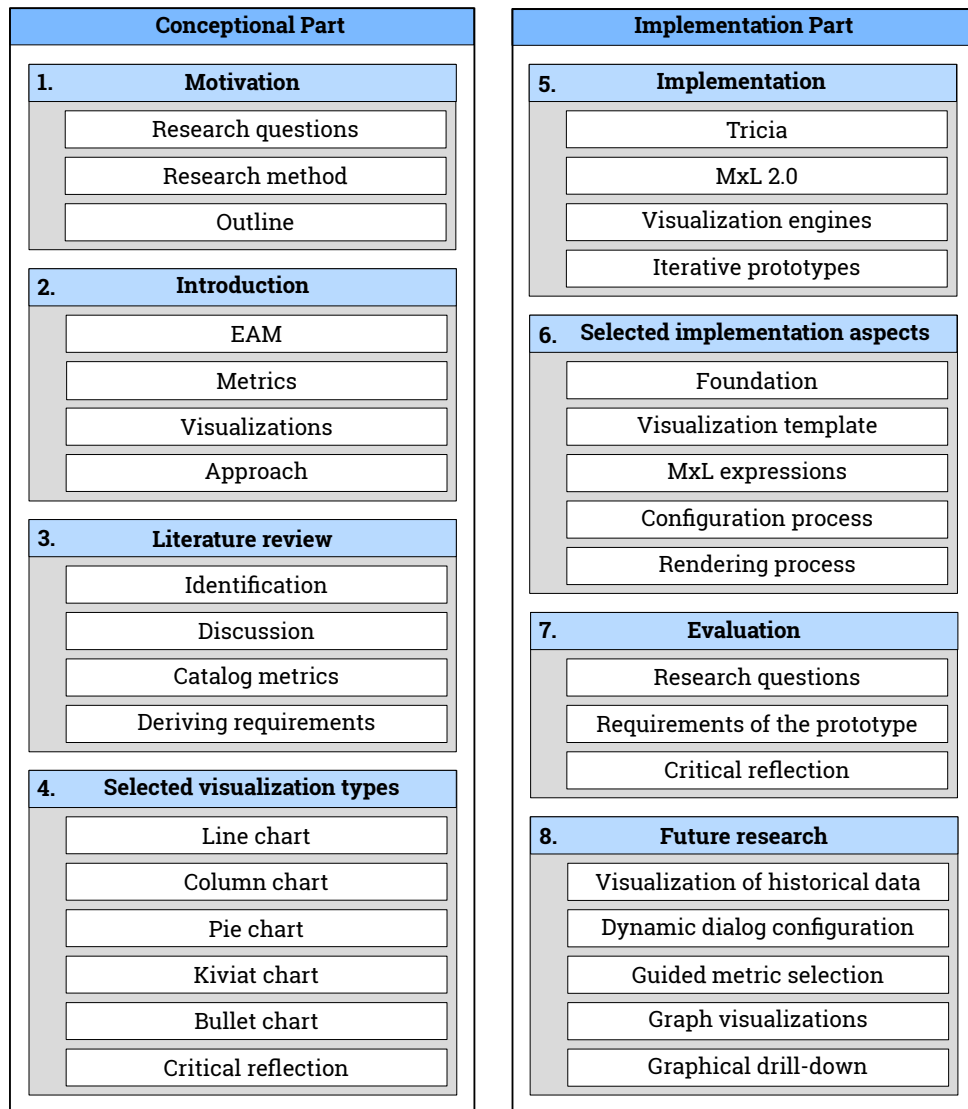 Conceptional Part
1. Motivation
Research questions
Research method
Outline
2. Introduction
EAM
Metrics
Visualizations
Approach
3. Literature review
Identification
Discussion
Catalog metrics
Deriving requirements
4. Selected visualization types
Line chart
Column chart
Pie chart
Kiviat chart
Bullet chart
Critical reflection
Implementation Part
5. Implementation
Tricia
MxL 2.0
Visualization engines
Iterative prototypes
6. Selected implementation aspects
Foundation
Visualization template
MxL expressions
Configuration process
Rendering process
7. Evaluation
Research questions
Requirements of the prototype
Critical reflection
8. Future research
Visualization of historical data
Dynamic dialog configuration
Guided metric selection
Graph visualizations
Graphical drill-down